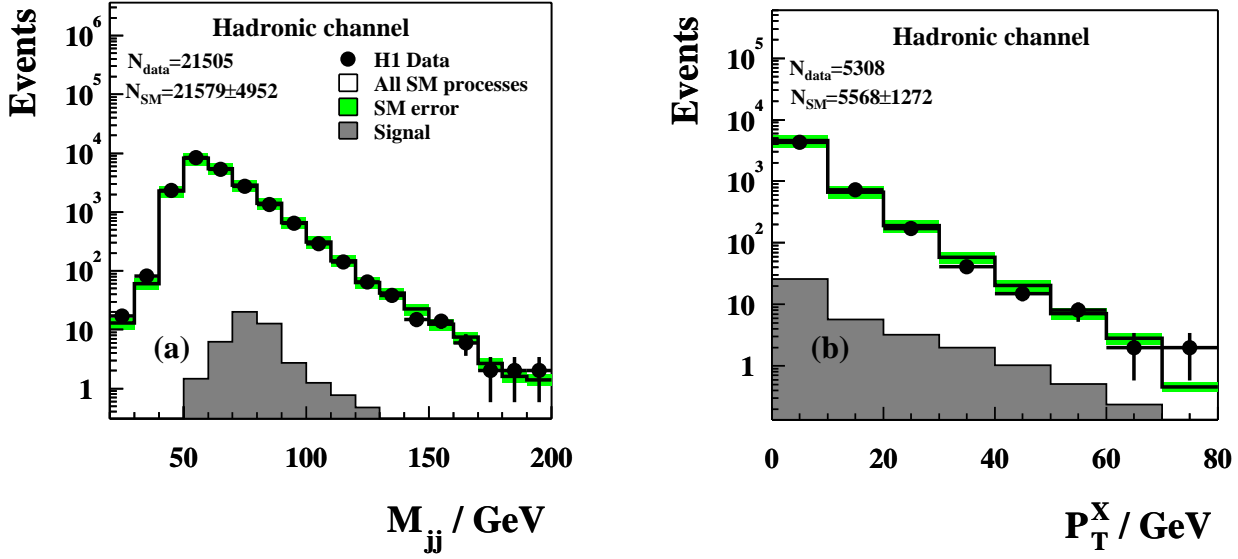 Hadronic channel
N_data=21505
N_SM=21579±4952
H1 Data
All SM processes
SM error
Signal
Events
10^6
10^5
10^4
10^3
10^2
10
1
(a)
50 100 150 200
M_jj / GeV
Hadronic channel
N_data=5308
N_SM=5568±1272
Events
10^5
10^4
10^3
10^2
10
1
(b)
0 20 40 60 80
P_T^X / GeV